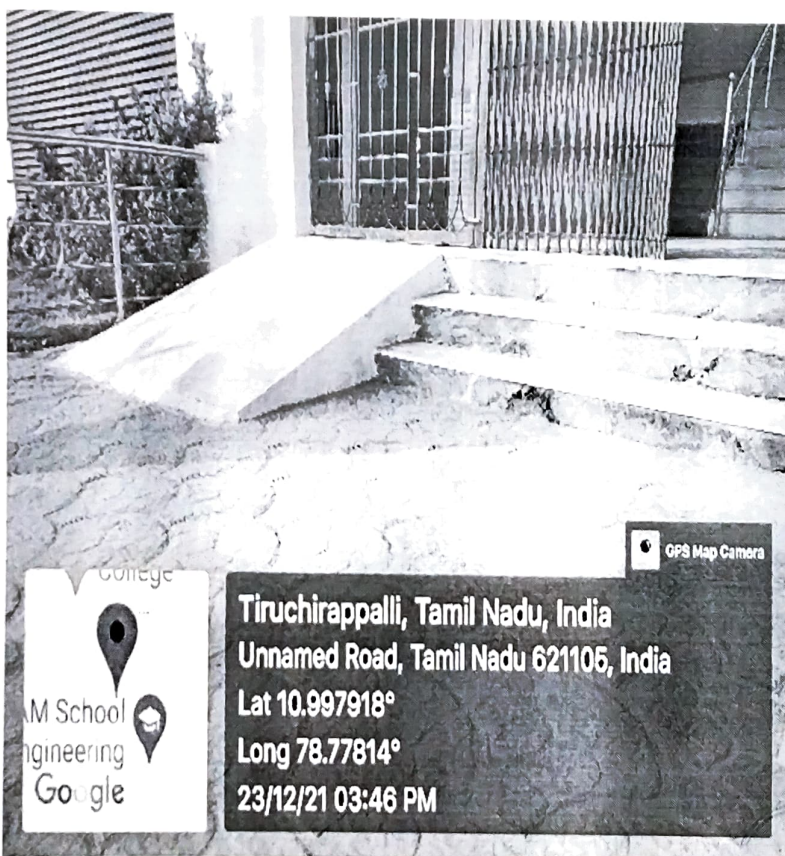 GPS Map Camera
Tiruchirappalli, Tamil Nadu, India
Unnamed Road, Tamil Nadu 621105, India
Lat 10.997918°
Long 78.77814°
23/12/21 03:46 PM
College
AM School
ngineering
Google